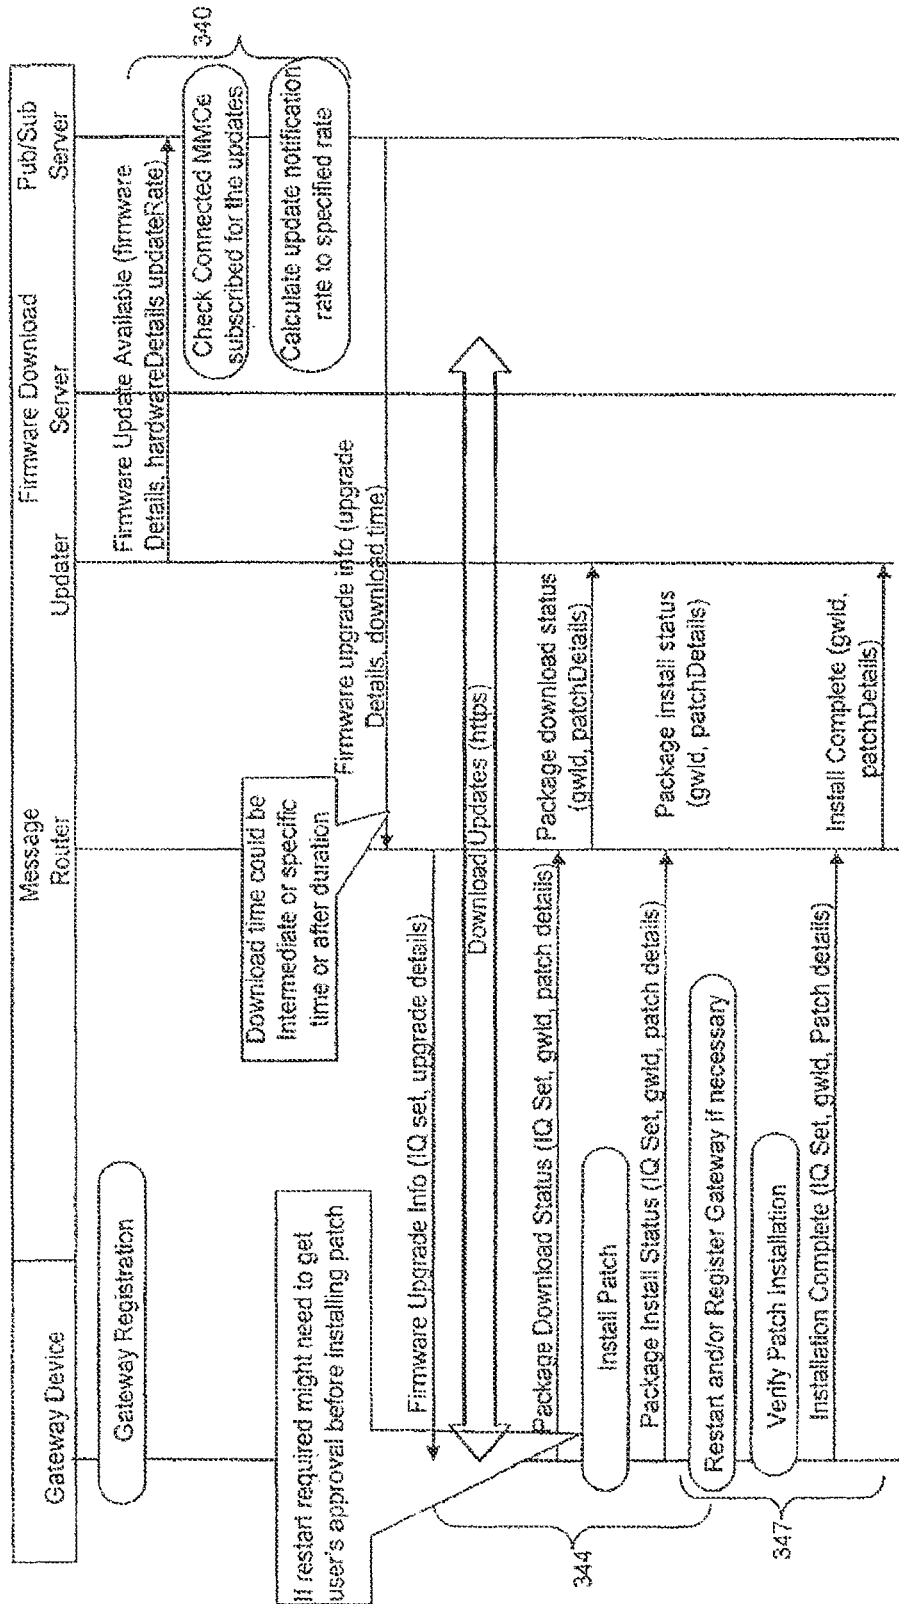 Gateway Device
Message
Router
Updater
Firmware Download
Server
Pub/Sub
Server
Gateway Registration
Firmware Update Available (firmware
Details, hardwareDetails updateRate)
Check Connected MMCe
subscribed for the updates
Calculate update notification
rate to specified rate
340
Download time could be
Intermediate or specific
time or after duration
Firmware upgrade info (upgrade
Details, download time)
If restart required might need to get
user's approval before installing patch
Firmware Upgrade Info (IQ set, upgrade details)
Download Updates (https)
Package Download Status (IQ Set, gwId, patch details)
Package download status
(gwId, patchDetails)
Install Patch
Package Install Status (IQ Set, gwId, patch details)
Package install status
(gwId, patchDetails)
344
Restart and/or Register Gateway if necessary
Verify Patch Installation
Installation Complete (IQ Set, gwId, Patch details)
Install Complete (gwId,
patchDetails)
347